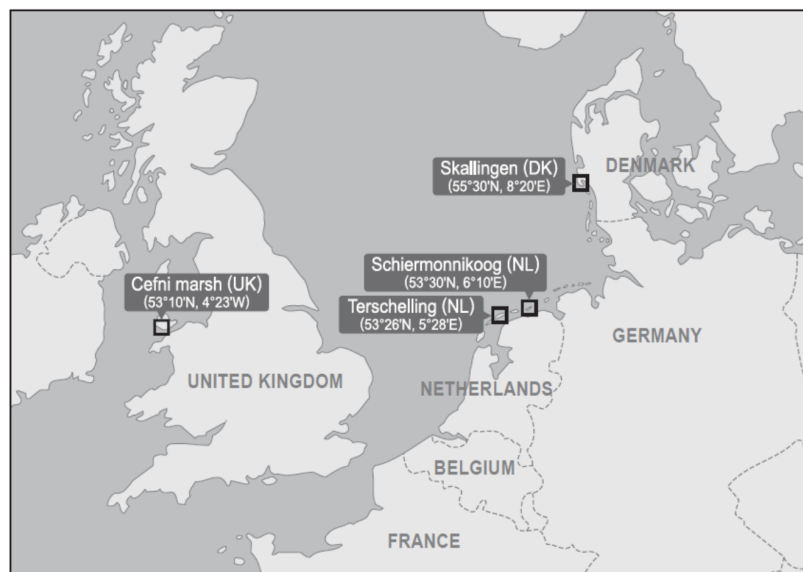 Skallingen (DK)
(55°30'N, 8°20'E)
DENMARK
Schiermonnikoog (NL)
(53°30'N, 6°10'E)
Cefni marsh (UK)
(53°10'N, 4°23'W)
Terschelling (NL)
(53°26'N, 5°28'E)
GERMANY
UNITED KINGDOM
NETHERLANDS
BELGIUM
FRANCE